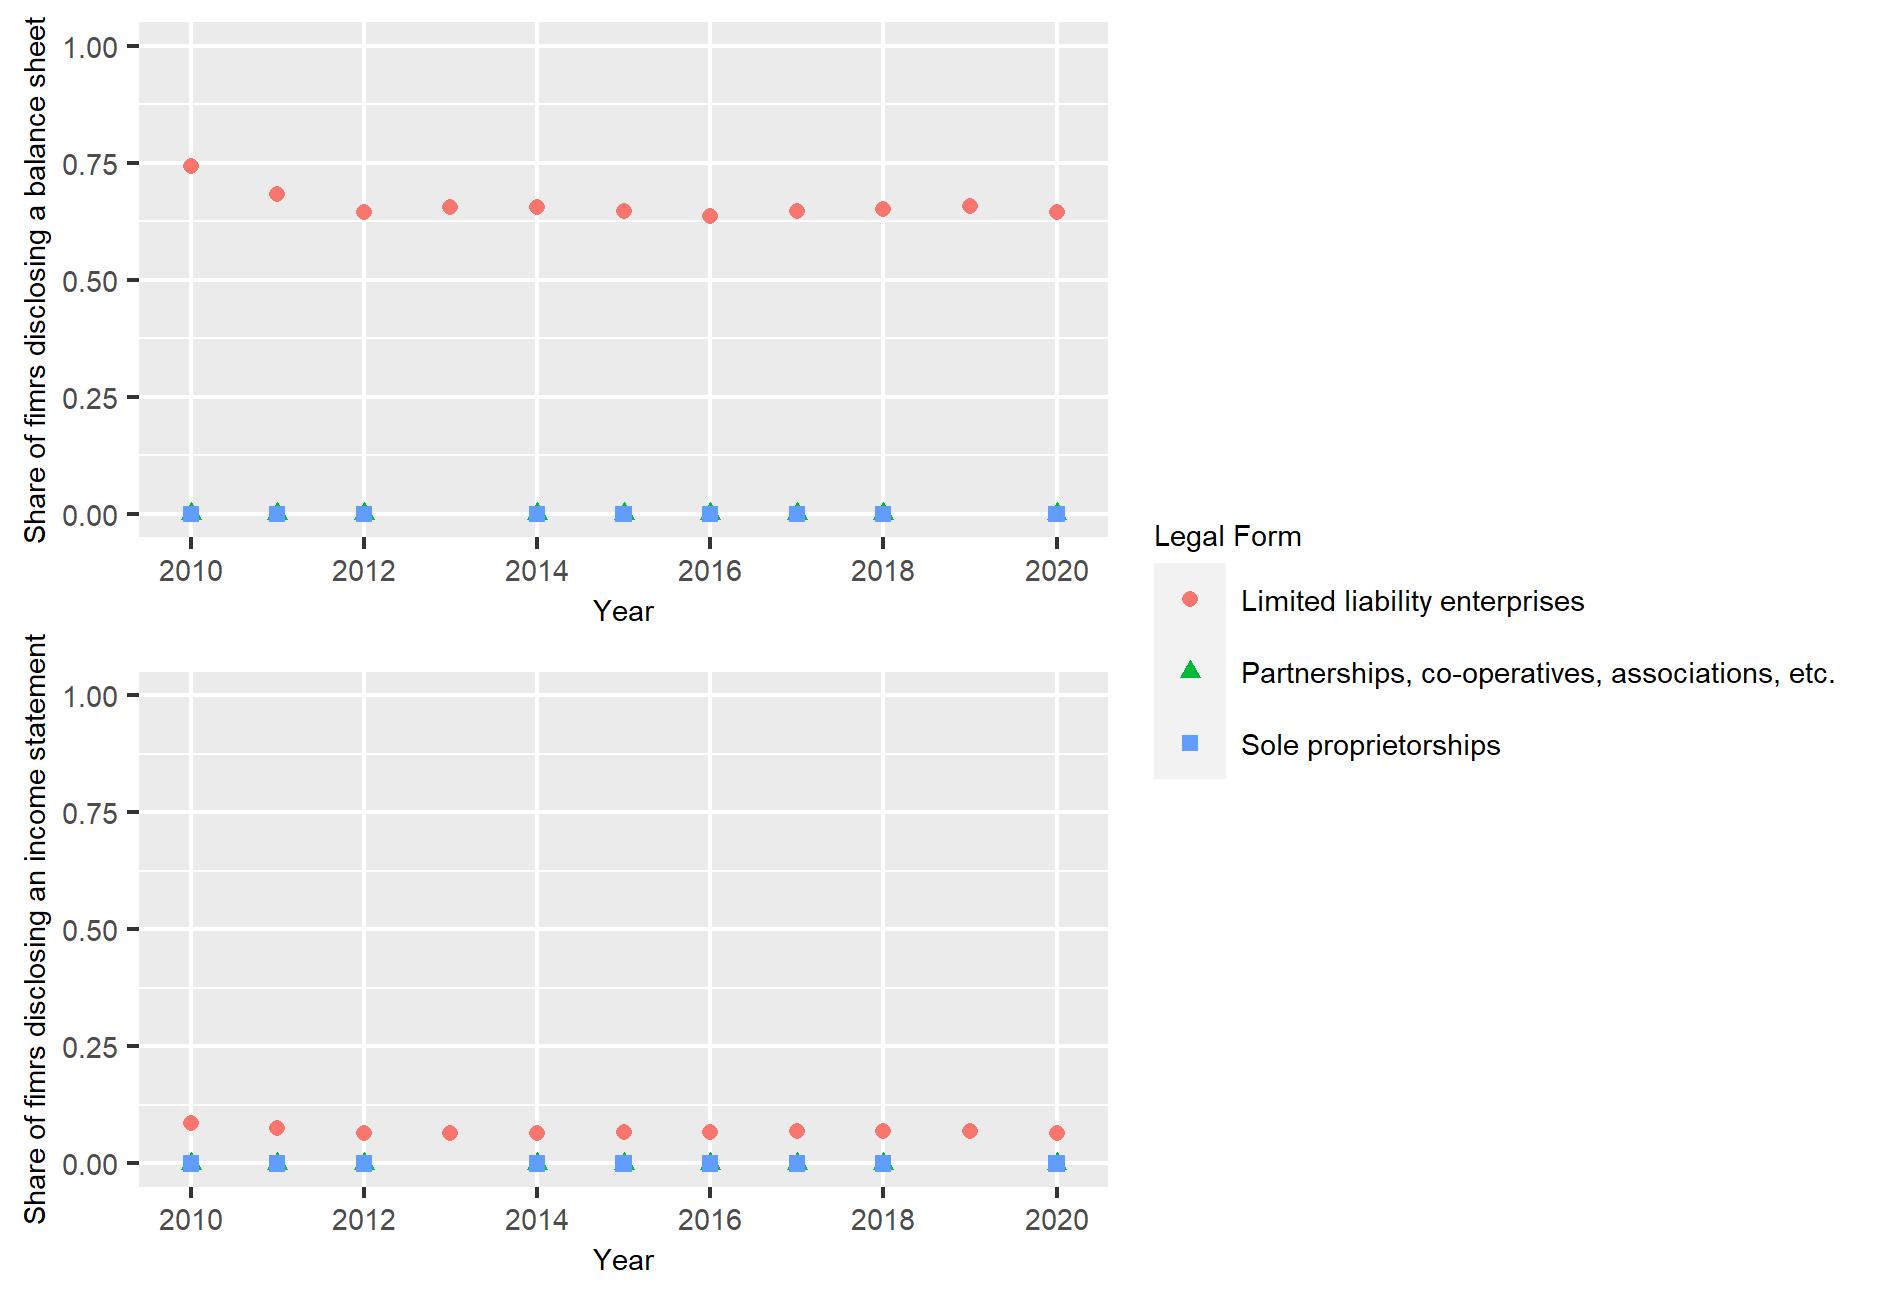 Share of fimrs disclosing a balance sheet
1.00
0.75
0.50
0.25
0.00
2010 2012 2014 2016 2018 2020
Year
Share of fimrs disclosing an income statement
1.00
0.75
0.50
0.25
0.00
2010 2012 2014 2016 2018 2020
Year
Legal Form
Limited liability enterprises
Partnerships, co-operatives, associations, etc.
Sole proprietorships